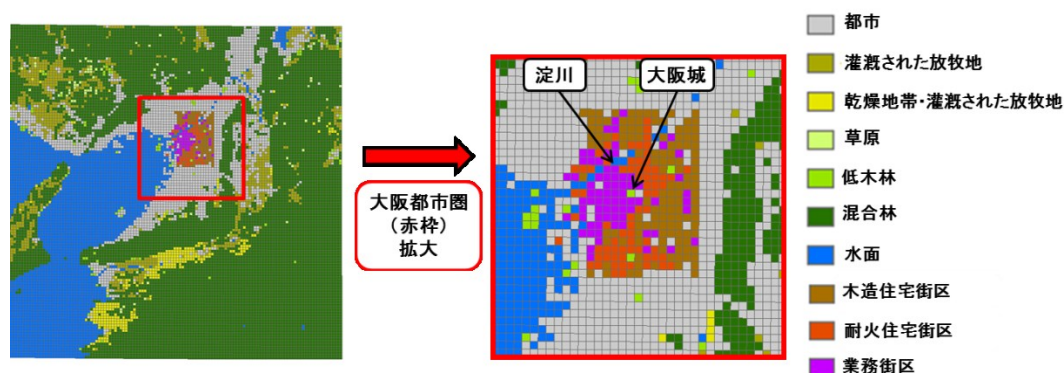 淀川
大阪城
大阪都市圏
(赤枠)
拡大
都市
灌漑された放牧地
乾燥地帯・灌漑された放牧地
草原
低木林
混合林
水面
木造住宅街区
耐火住宅街区
業務街区